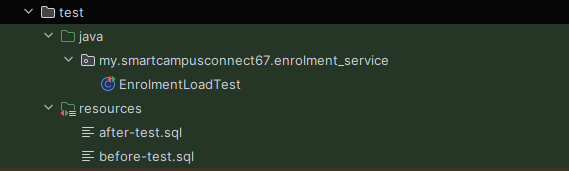 test
java
my.smartcampusconnect67.enrolment_service
EnrolmentLoadTest
resources
after-test.sql
before-test.sql